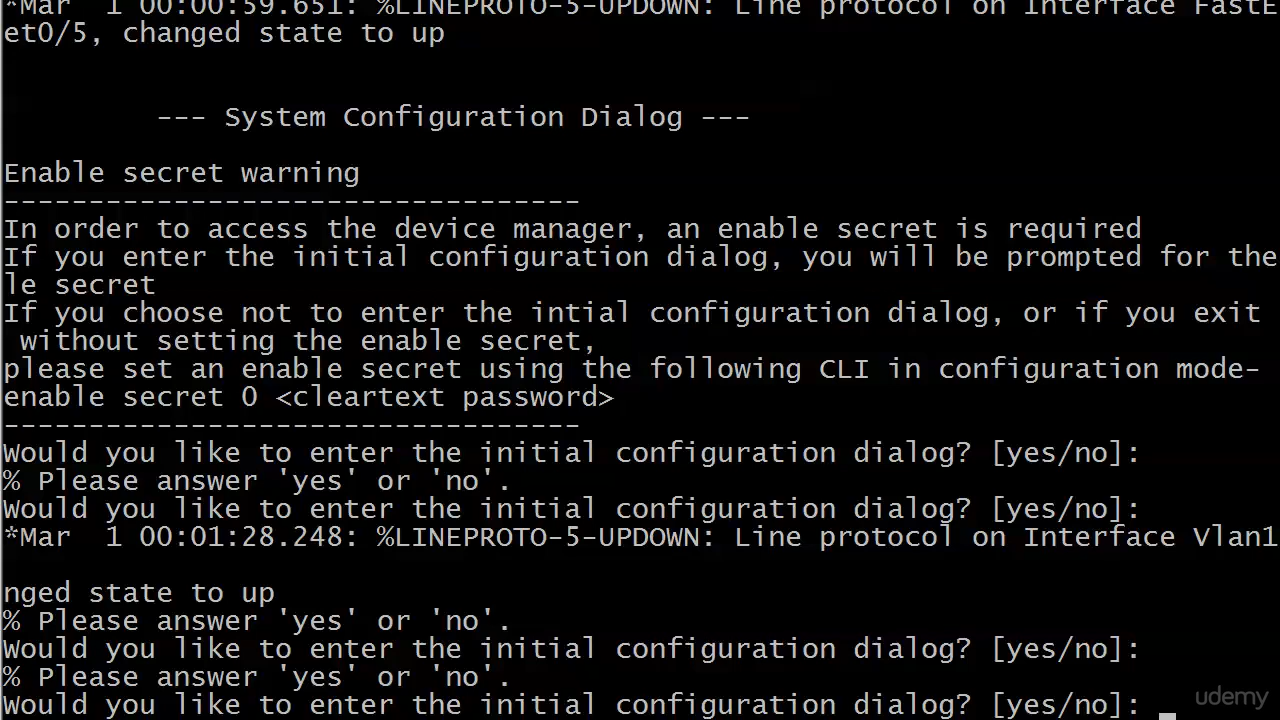 *Mar  1 00:00:59.651: %LINEPROTO-5-UPDOWN: Line protocol on Interface FastE
et0/5, changed state to up
--- System Configuration Dialog ---
Enable secret warning
----------------------------------
In order to access the device manager, an enable secret is required
If you enter the initial configuration dialog, you will be prompted for the
le secret
If you choose not to enter the intial configuration dialog, or if you exit
without setting the enable secret,
please set an enable secret using the following CLI in configuration mode-
enable secret 0 <cleartext password>
----------------------------------
Would you like to enter the initial configuration dialog? [yes/no]:
% Please answer 'yes' or 'no'.
Would you like to enter the initial configuration dialog? [yes/no]:
*Mar  1 00:01:28.248: %LINEPROTO-5-UPDOWN: Line protocol on Interface Vlan1
nged state to up
% Please answer 'yes' or 'no'.
Would you like to enter the initial configuration dialog? [yes/no]:
% Please answer 'yes' or 'no'.
Would you like to enter the initial configuration dialog? [yes/no]:
udemy